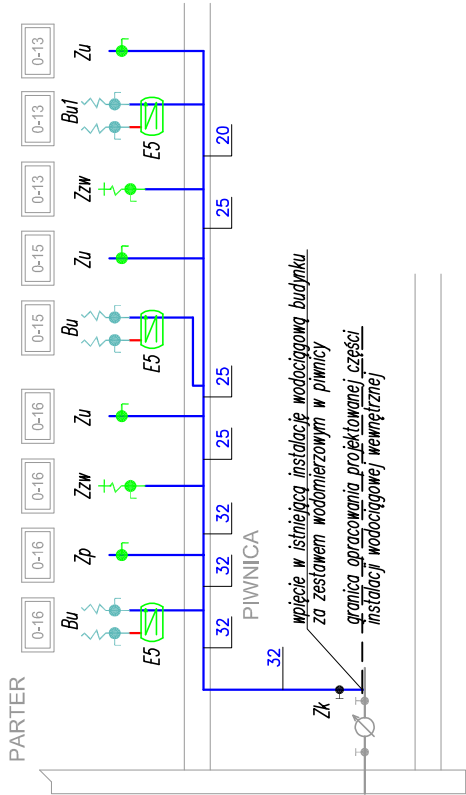 PARTER
0-16
0-16
0-16
0-16
0-15
0-15
0-13
0-13
0-13
Bu
Zp
Zzw
Zu
Bu
Zu
Zzw
Bu1
Zu
E5
E5
E5
32
32
32
25
25
25
20
PIWNICA
32
Zk
wpięcie w istniejącą instalację wodociągową budynku
za zestawem wodomierzowym w piwnicy
granica opracowania projektowanej części
instalacji wodociągowej wewnętrznej